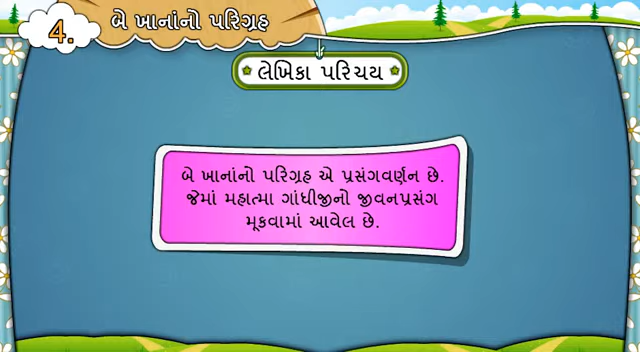 4.
બે ખાનાંનો પરિગ્રહ
લેખિકા પરિચય
બે ખાનાંનો પરિગ્રહ એ પ્રસંગવર્ણન છે.
જેમાં મહાત્મા ગાંધીજીનો જીવનપ્રસંગ
મૂકવામાં આવેલ છે.